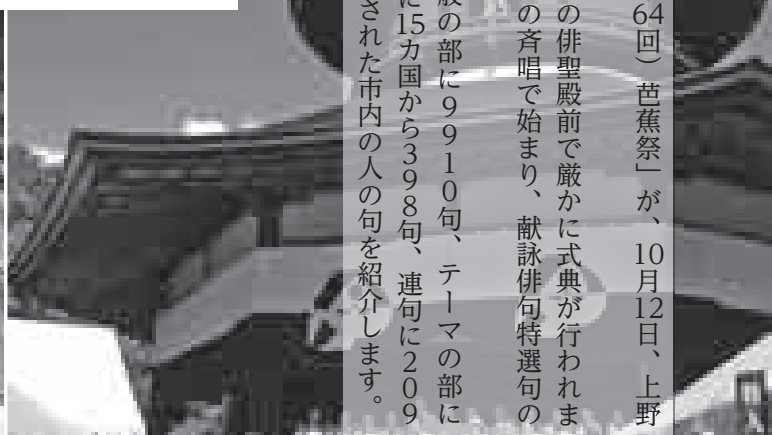 64回）芭蕉祭」が、10月12日、上野
の俳聖殿前で厳かに式典が行われま
の斉唱で始まり、献詠俳句特選句の
般の部に9910句、テーマの部に
に15カ国から398句、連句に209
された市内の人の句を紹介します。